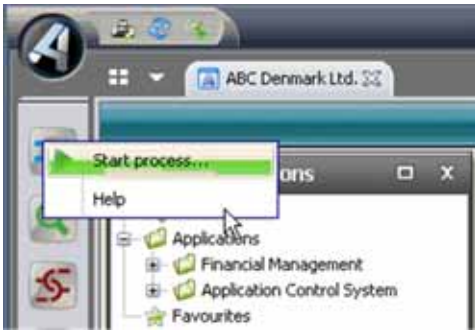 ABC Denmark Ltd.
Start process...
ons
Help
Applications
Financial Management
Application Control System
Favourites